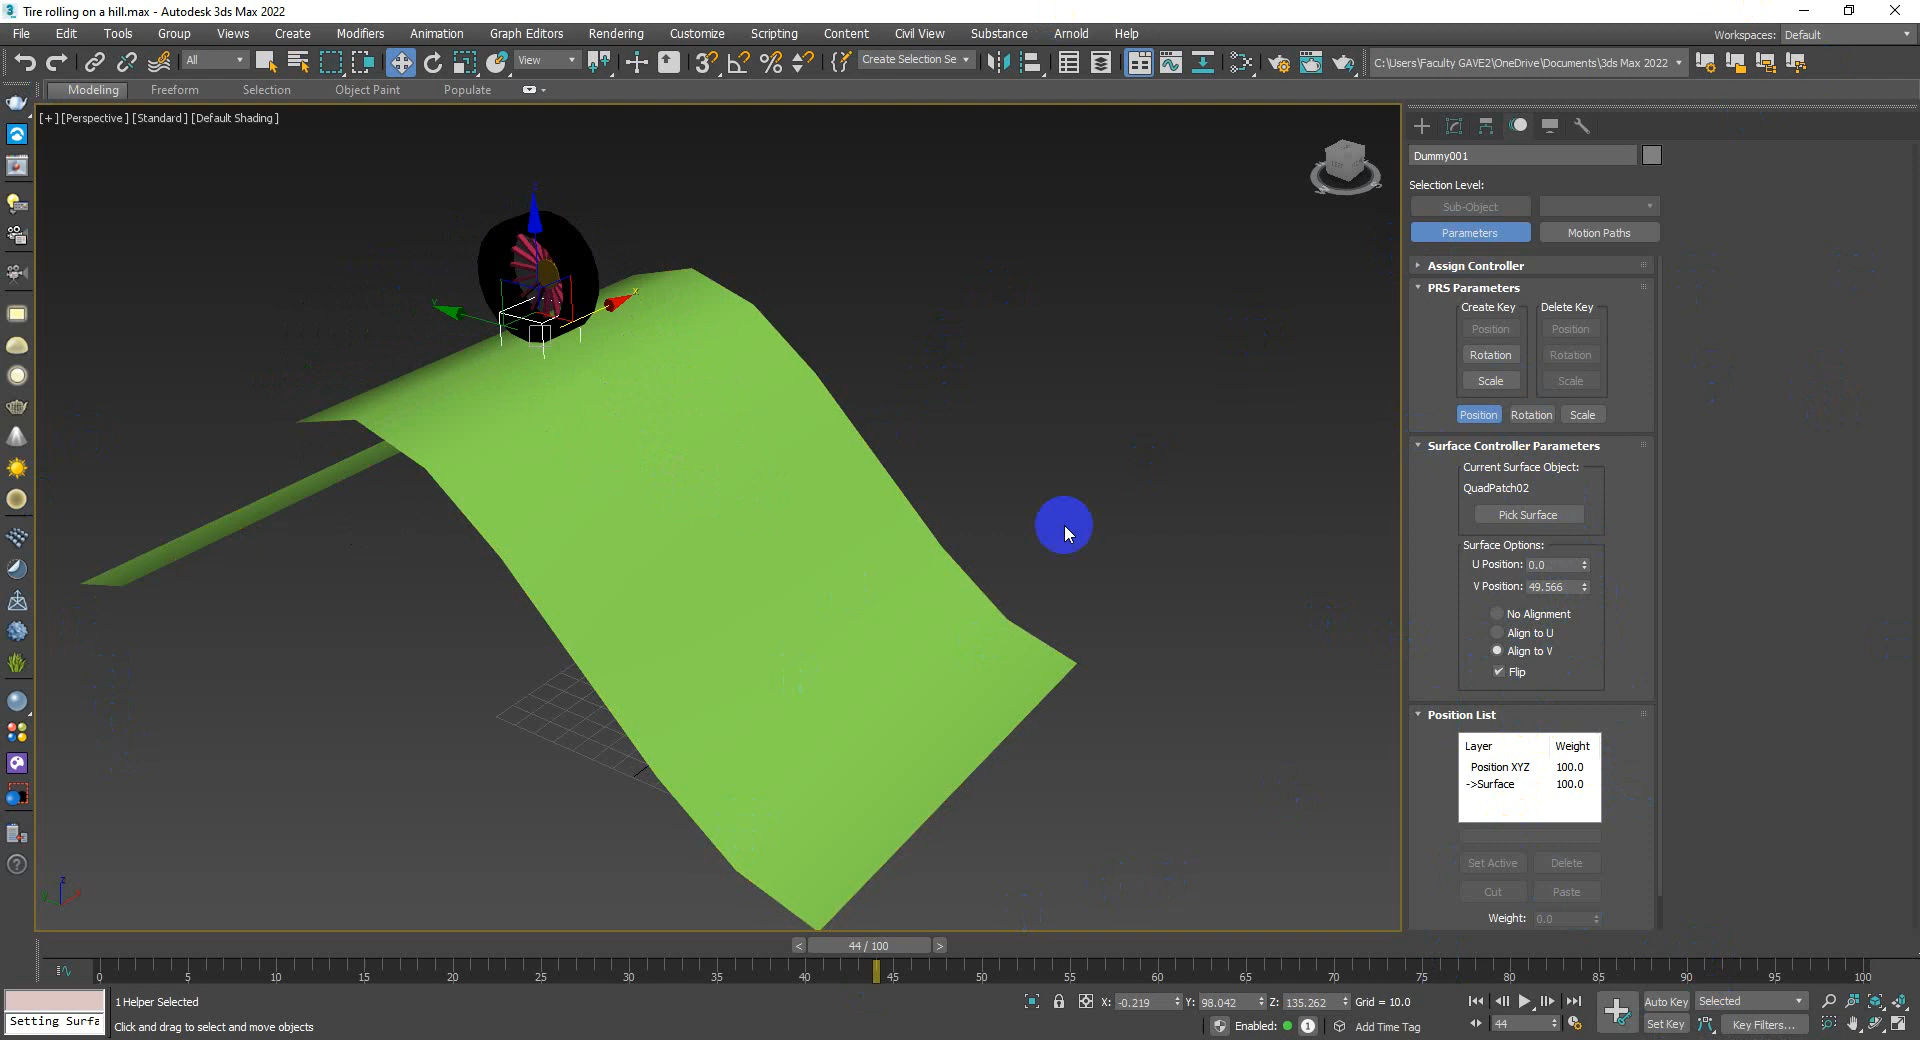 Tire rolling on a hill.max - Autodesk 3ds Max 2022
File Edit Tools Group Views Create Modifiers Animation Graph Editors Rendering Customize Scripting Content Civil View Substance Arnold Help Workspaces: Default
All View Create Selection Se C:\Users\Faculty GAVE2\OneDrive\Documents\3ds Max 2022
Modeling Freeform Selection Object Paint Populate
[+] [Perspective ] [Standard ] [Default Shading ]
Dummy001
Selection Level:
Sub-Object
Parameters Motion Paths
Assign Controller
PRS Parameters
Create Key Delete Key
Position Position
Rotation Rotation
Scale Scale
Position Rotation Scale
Surface Controller Parameters
Current Surface Object:
QuadPatch02
Pick Surface
Surface Options:
U Position: 0.0
V Position: 49.566
No Alignment
Align to U
Align to V
Flip
Position List
Layer Weight
Position XYZ 100.0
->Surface 100.0
Set Active Delete
Cut Paste
Weight: 0.0
z
x
y
z
< 44 / 100 >
0 5 10 15 20 25 30 35 40 45 50 55 60 65 70 75 80 85 90 95 100
1 Helper Selected X: -0.219 Y: 98.042 Z: 135.262 Grid = 10.0 Auto Key Selected
Setting Surfa Click and drag to select and move objects Enabled: 1 Add Time Tag 44 Set Key Key Filters...